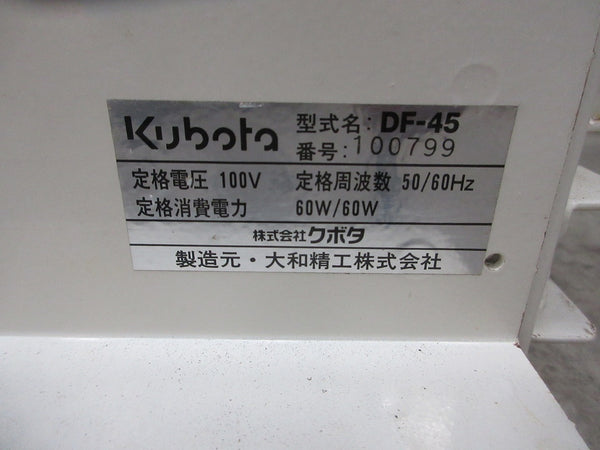 Kubota 型式名: DF-45
番号: 100799
定格電圧 100V 定格周波数 50/60Hz
定格消費電力 60W/60W
株式会社クボタ
製造元・大和精工株式会社